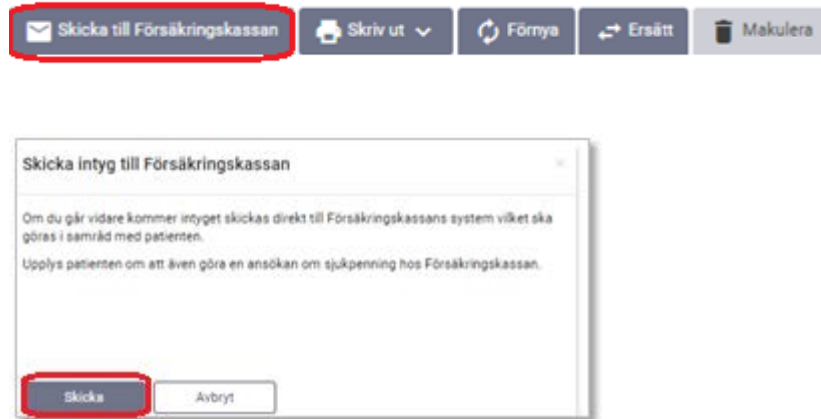 Skicka till Försäkringskassan Skriv ut Förnya Ersätt Makulera
Skicka intyg till Försäkringskassan
Om du går vidare kommer intyget skickas direkt till Försäkringskassans system vilket ska
göras i samråd med patienten.
Upplys patienten om att även göra en ansökan om sjukpenning hos Försäkringskassan.
Skicka Avbryt